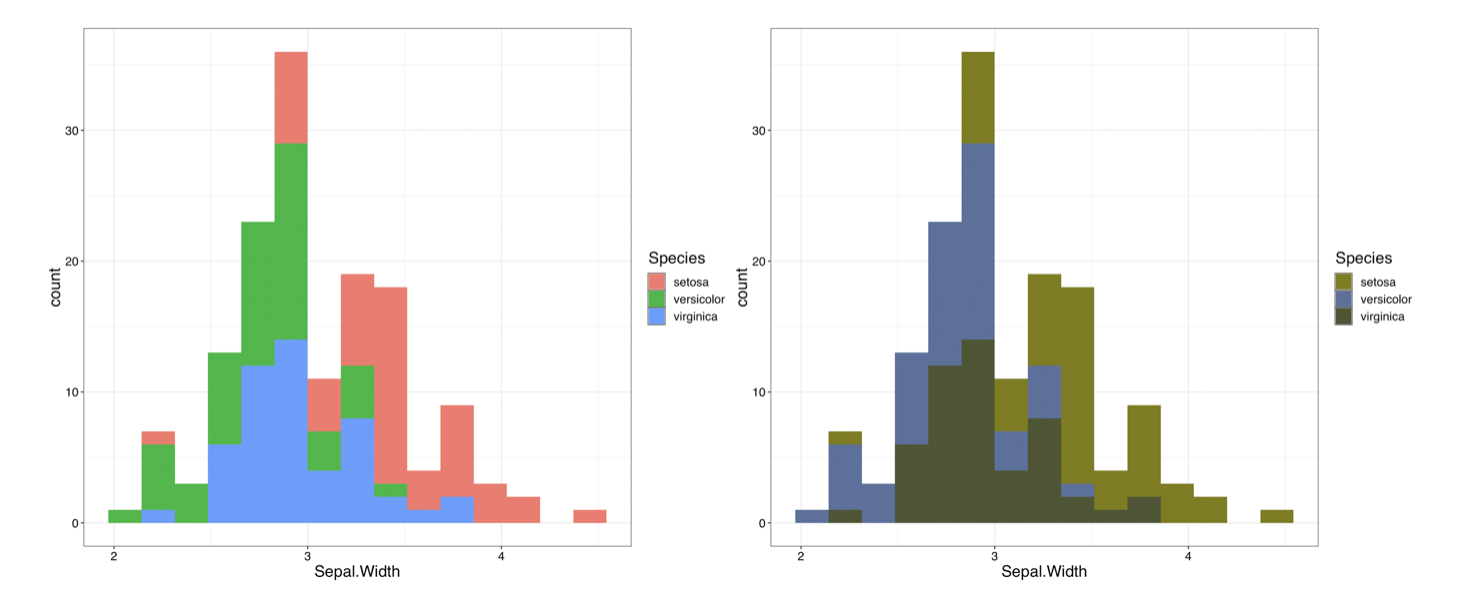 30
20
10
0
count
2 3 4
Sepal.Width
Species
setosa
versicolor
virginica
30
20
10
0
count
2 3 4
Sepal.Width
Species
setosa
versicolor
virginica